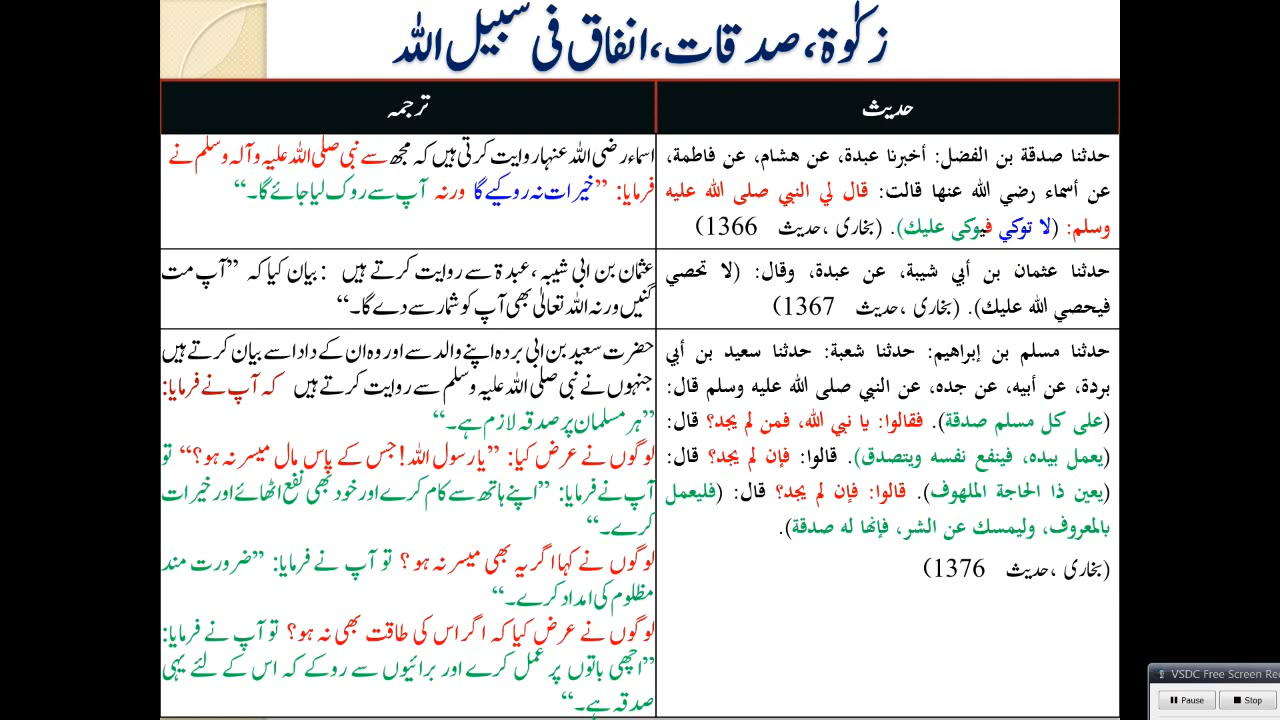 زکوٰۃ، صدقات، انفاق فی سبیل اللہ
حدیث
ترجمہ
حدثنا صدقة بن الفضل: أخبرنا عبدة، عن هشام، عن فاطمة،
عن أسماء رضي الله عنها قالت: قال لي النبي صلى الله عليه
وسلم: (لا توكي فيوكى عليك). (بخاری، حدیث 1366)
اسماء رضی اللہ عنہا روایت کرتی ہیں کہ مجھ سے نبی صلی اللہ علیہ وآلہ وسلم نے
فرمایا: ”خیرات نہ روکیے گا ورنہ آپ سے روک لیا جائے گا۔“
حدثنا عثمان بن أبي شيبة، عن عبدة، وقال: (لا تحصي
فيحصي الله عليك). (بخاری، حدیث 1367)
عثمان بن ابی شیبہ، عبدۃ سے روایت کرتے ہیں : بیان کیا کہ ”آپ مت
گنیں ورنہ اللہ تعالیٰ بھی آپ کو شمار سے دے گا۔“
حدثنا مسلم بن إبراهيم: حدثنا شعبة: حدثنا سعيد بن أبي
بردة، عن أبيه، عن جده، عن النبي صلى الله عليه وسلم قال:
(على كل مسلم صدقة). فقالوا: يا نبي الله، فمن لم يجد؟ قال:
(يعمل بيده، فينفع نفسه ويتصدق). قالوا: فإن لم يجد؟ قال:
(يعين ذا الحاجة الملهوف). قالوا: فإن لم يجد؟ قال: (فليعمل
بالمعروف، وليمسك عن الشر، فإنها له صدقة).
(بخاری، حدیث 1376)
حضرت سعید بن ابی بردہ اپنے والد سے اور وہ ان کے دادا سے بیان کرتے ہیں
جنہوں نے نبی صلی اللہ علیہ وسلم سے روایت کرتے ہیں کہ آپ نے فرمایا:
”ہر مسلمان پر صدقہ لازم ہے۔“
لوگوں نے عرض کیا: ”یا رسول اللہ! جس کے پاس مال میسر نہ ہو؟“ تو
آپ نے فرمایا: ”اپنے ہاتھ سے کام کرے اور خود بھی نفع اٹھائے اور خیرات
کرے۔“
لوگوں نے کہا اگر یہ بھی میسر نہ ہو؟ تو آپ نے فرمایا: ”ضرورت مند
مظلوم کی امداد کرے۔“
لوگوں نے عرض کیا کہ اگر اس کی طاقت بھی نہ ہو؟ تو آپ نے فرمایا:
”اچھی باتوں پر عمل کرے اور برائیوں سے روکے کہ اس کے لئے یہی
صدقہ ہے۔“
VSDC Free Screen Rec
Pause Stop